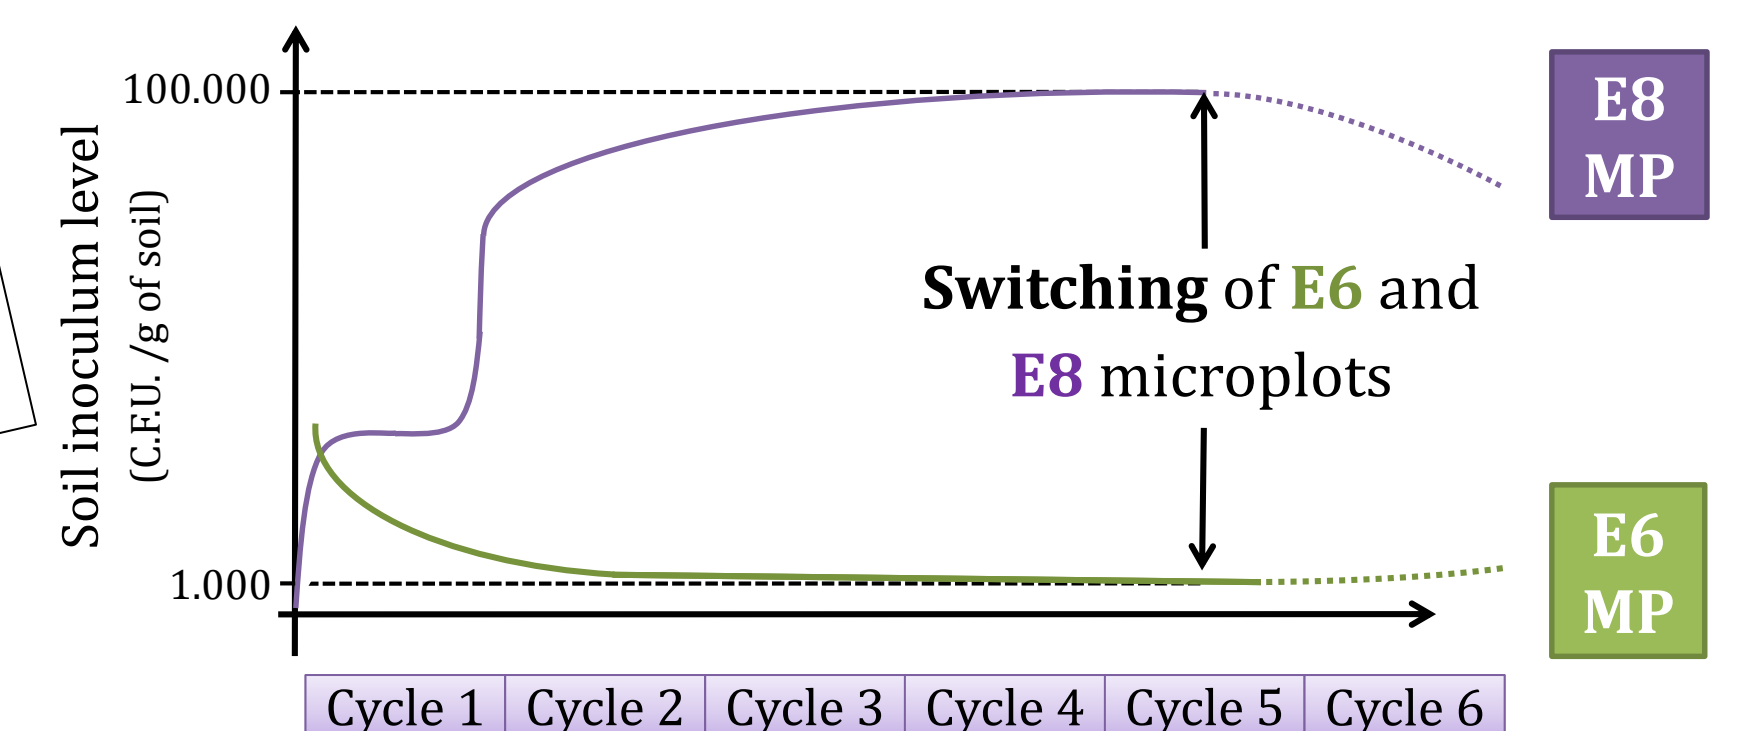 100.000
Soil inoculum level
(C.F.U. /g of soil)
1.000
Switching of E6 and
E8 microplots
E8
MP
E6
MP
Cycle 1 Cycle 2 Cycle 3 Cycle 4 Cycle 5 Cycle 6